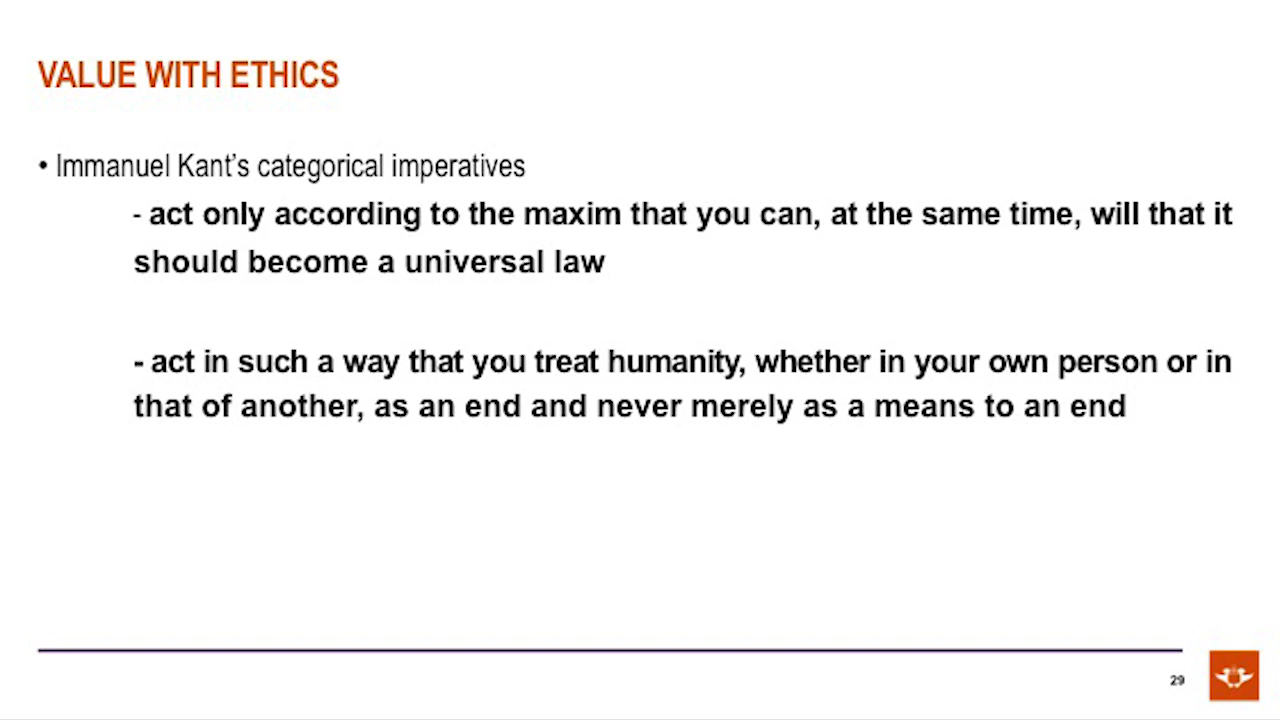 VALUE WITH ETHICS
• Immanuel Kant’s categorical imperatives
- act only according to the maxim that you can, at the same time, will that it
should become a universal law
- act in such a way that you treat humanity, whether in your own person or in
that of another, as an end and never merely as a means to an end
29